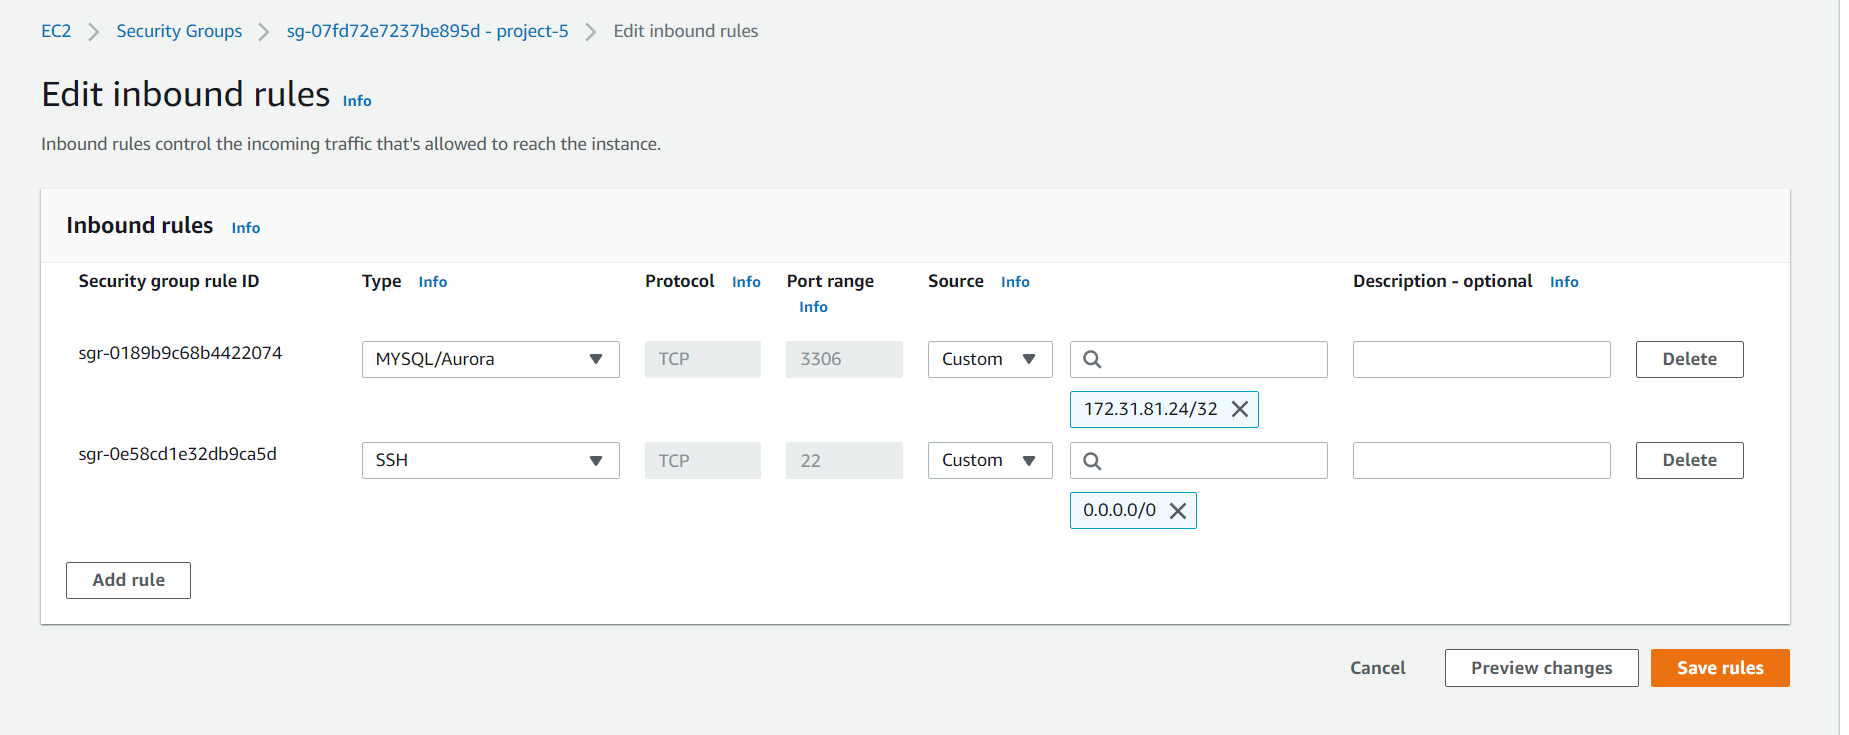 EC2 > Security Groups > sg-07fd72e7237be895d - project-5 > Edit inbound rules
Edit inbound rules Info
Inbound rules control the incoming traffic that's allowed to reach the instance.
Inbound rules Info
Security group rule ID Type Info Protocol Info Port range Info Source Info Description - optional Info
sgr-0189b9c68b4422074 MYSQL/Aurora TCP 3306 Custom Delete
172.31.81.24/32
sgr-0e58cd1e32db9ca5d SSH TCP 22 Custom Delete
0.0.0.0/0
Add rule
Cancel Preview changes Save rules